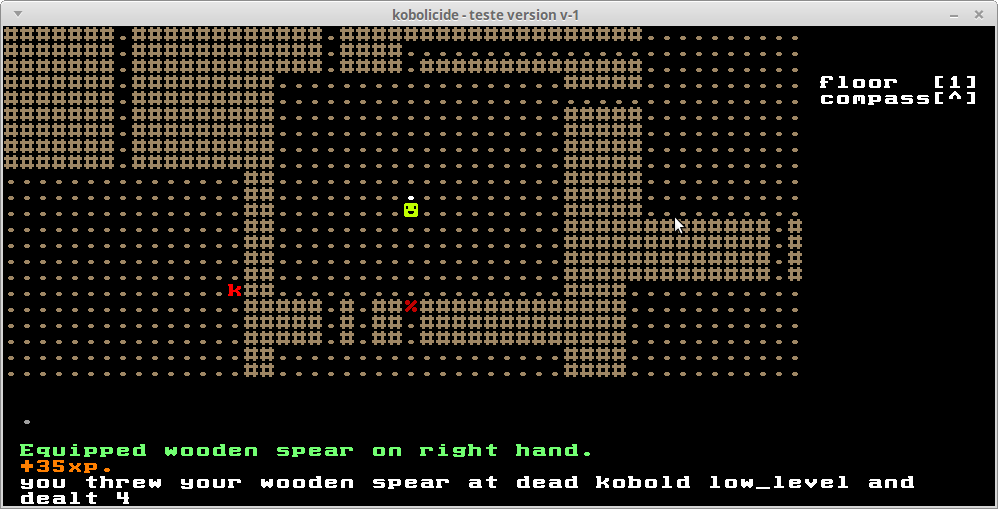 kobolicide - teste version v-1
floor [1]
compass[^]
k
Equipped wooden spear on right hand.
+35xp.
you threw your wooden spear at dead kobold low_level and
dealt 4